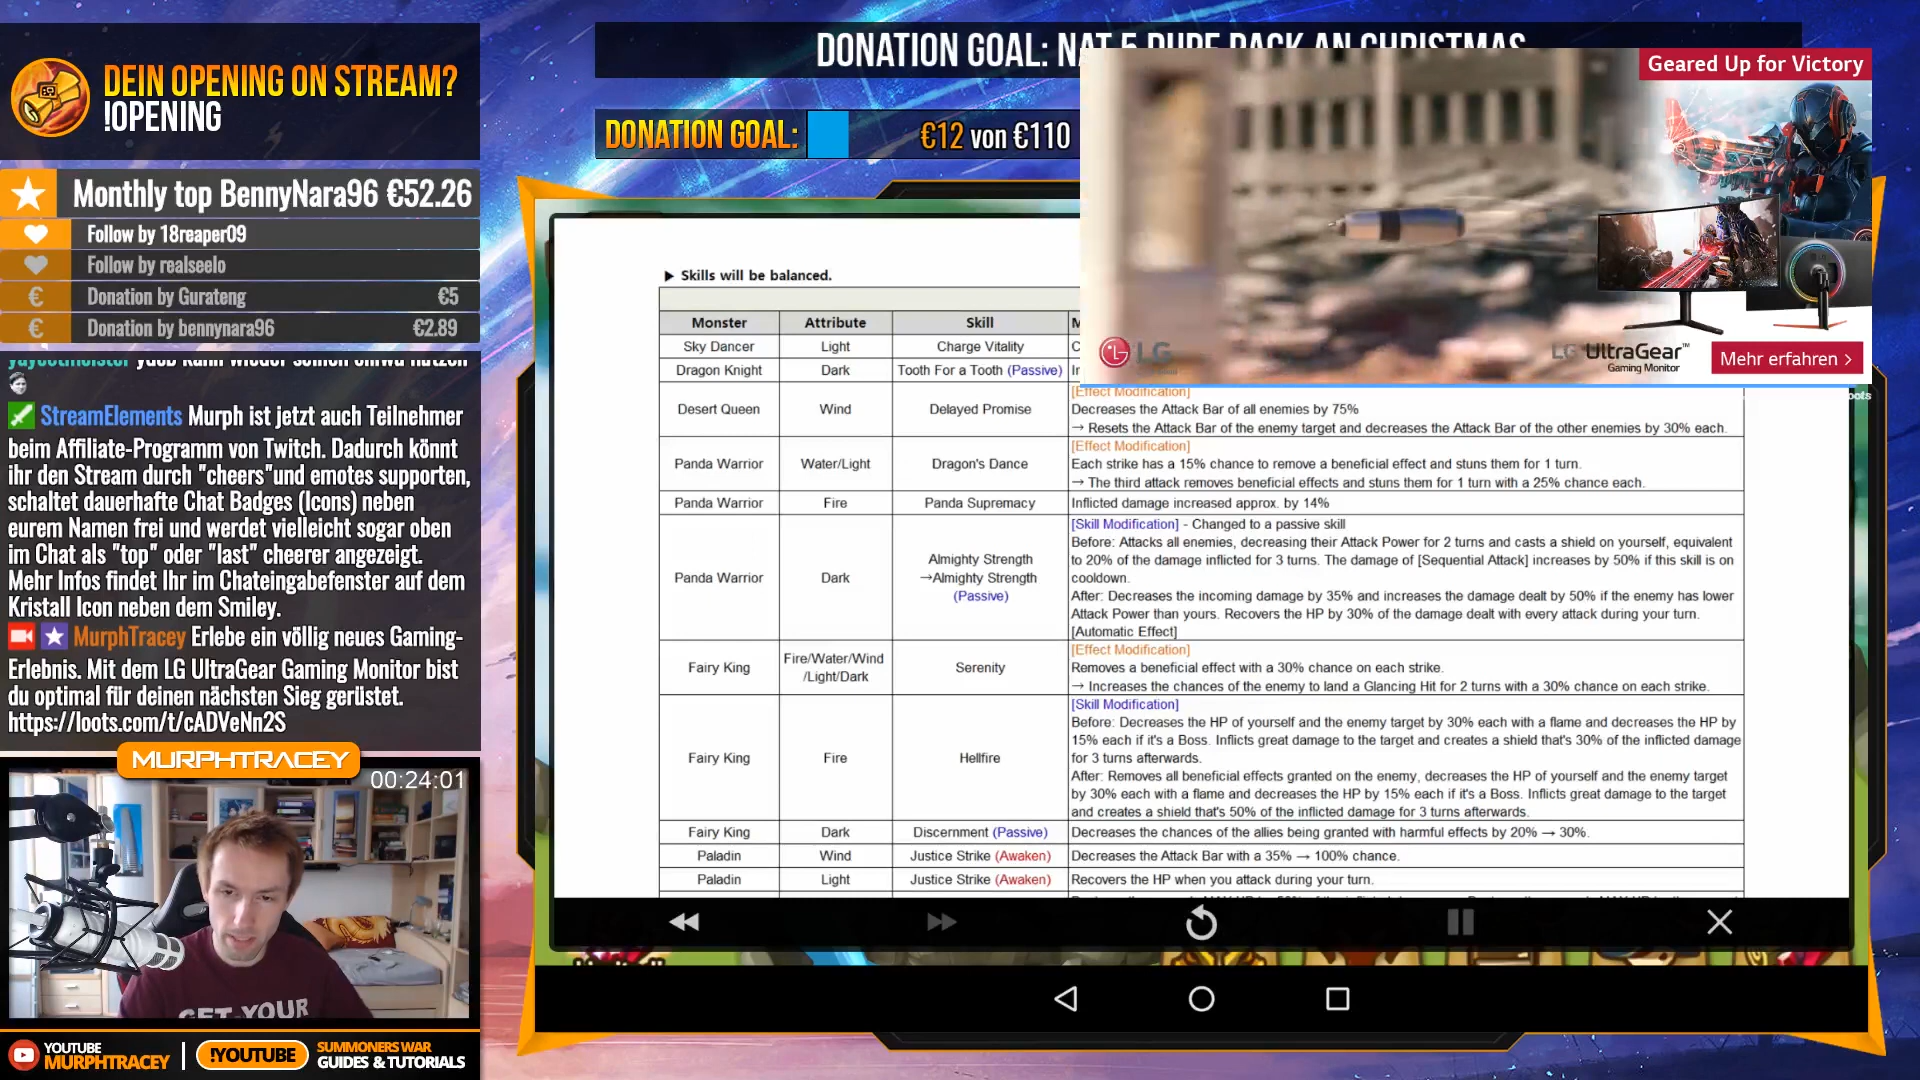 DEIN OPENING ON STREAM?
!OPENING
Monthly top BennyNara96 €52.26
Follow by 18reaper09
Follow by realseelo
Donation by Gurateng €5
Donation by bennynara96 €2.89
StreamElements Murph ist jetzt auch Teilnehmer
beim Affiliate-Programm von Twitch. Dadurch könnt
ihr den Stream durch "cheers"und emotes supporten,
schaltet dauerhafte Chat Badges (Icons) neben
eurem Namen frei und werdet vielleicht sogar oben
im Chat als "top" oder "last" cheerer angezeigt.
Mehr Infos findet Ihr im Chateingabefenster auf dem
Kristall Icon neben dem Smiley.
MurphTracey Erlebe ein völlig neues Gaming-
Erlebnis. Mit dem LG UltraGear Gaming Monitor bist
du optimal für deinen nächsten Sieg gerüstet.
https://loots.com/t/cADVeNn2S
MURPHTRACEY
00:24:01
GET YOUR
YOUTUBE
MURPHTRACEY
!YOUTUBE
SUMMONERS WAR
GUIDES & TUTORIALS
DONATION GOAL: NAT 5 DUPE PACK AN CHRISTMAS
DONATION GOAL: €12 von €110
Geared Up for Victory
LG
LG UltraGear™
Gaming Monitor
Mehr erfahren >
▶ Skills will be balanced.
Monster Attribute Skill
Sky Dancer Light Charge Vitality
Dragon Knight Dark Tooth For a Tooth (Passive)
[Effect Modification]
Desert Queen Wind Delayed Promise Decreases the Attack Bar of all enemies by 75%
→ Resets the Attack Bar of the enemy target and decreases the Attack Bar of the other enemies by 30% each.
[Effect Modification]
Panda Warrior Water/Light Dragon's Dance Each strike has a 15% chance to remove a beneficial effect and stuns them for 1 turn.
→ The third attack removes beneficial effects and stuns them for 1 turn with a 25% chance each.
Panda Warrior Fire Panda Supremacy Inflicted damage increased approx. by 14%
Panda Warrior Dark Almighty Strength
→Almighty Strength
(Passive)
[Skill Modification] - Changed to a passive skill
Before: Attacks all enemies, decreasing their Attack Power for 2 turns and casts a shield on yourself, equivalent
to 20% of the damage inflicted for 3 turns. The damage of [Sequential Attack] increases by 50% if this skill is on
cooldown.
After: Decreases the incoming damage by 35% and increases the damage dealt by 50% if the enemy has lower
Attack Power than yours. Recovers the HP by 30% of the damage dealt with every attack during your turn.
[Automatic Effect]
Fairy King Fire/Water/Wind
/Light/Dark
Serenity
[Effect Modification]
Removes a beneficial effect with a 30% chance on each strike.
→ Increases the chances of the enemy to land a Glancing Hit for 2 turns with a 30% chance on each strike.
Fairy King Fire Hellfire
[Skill Modification]
Before: Decreases the HP of yourself and the enemy target by 30% each with a flame and decreases the HP by
15% each if it's a Boss. Inflicts great damage to the target and creates a shield that's 30% of the inflicted damage
for 3 turns afterwards.
After: Removes all beneficial effects granted on the enemy, decreases the HP of yourself and the enemy target
by 30% each with a flame and decreases the HP by 15% each if it's a Boss. Inflicts great damage to the target
and creates a shield that's 50% of the inflicted damage for 3 turns afterwards.
Fairy King Dark Discernment (Passive) Decreases the chances of the allies being granted with harmful effects by 20% → 30%.
Paladin Wind Justice Strike (Awaken) Decreases the Attack Bar with a 35% → 100% chance.
Paladin Light Justice Strike (Awaken) Recovers the HP when you attack during your turn.